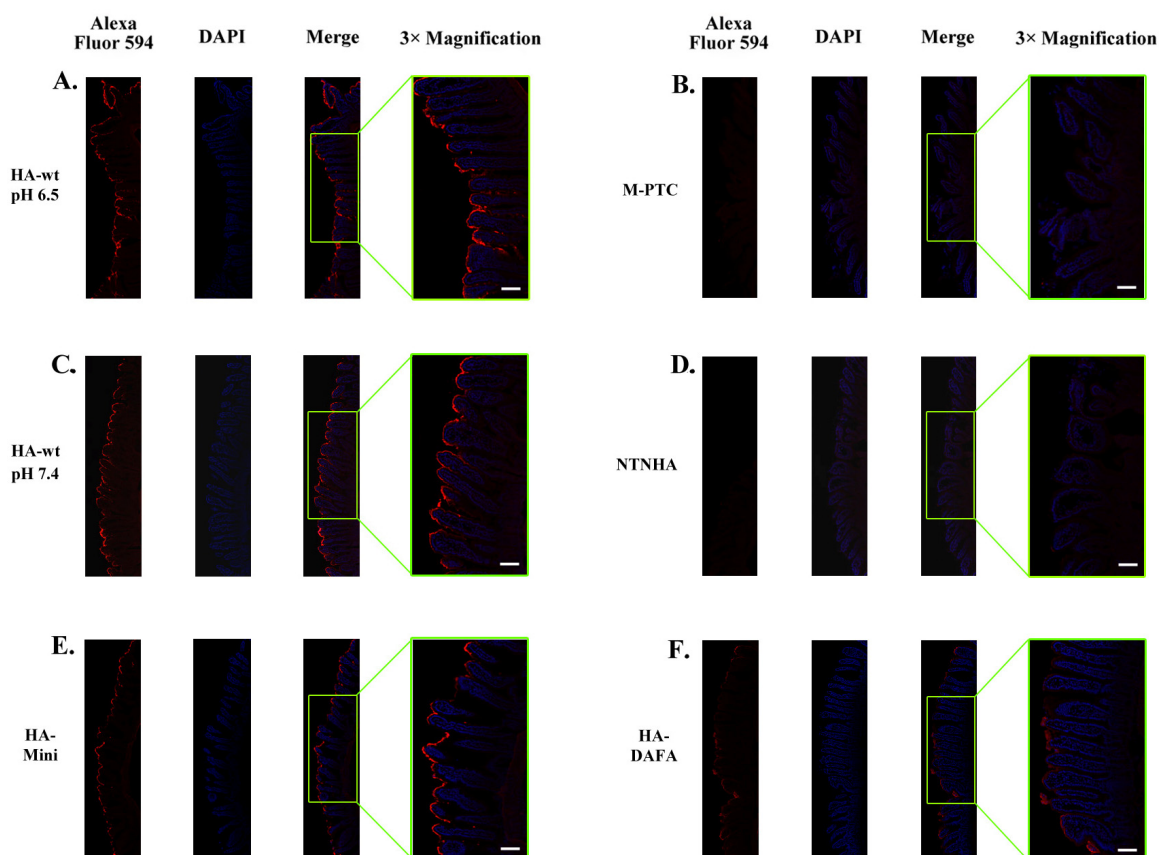 Alexa
Fluor 594
DAPI
Merge
3× Magnification
Alexa
Fluor 594
DAPI
Merge
3× Magnification
A.
HA-wt
pH 6.5
B.
M-PTC
C.
HA-wt
pH 7.4
D.
NTNHA
E.
HA-
Mini
F.
HA-
DAFA